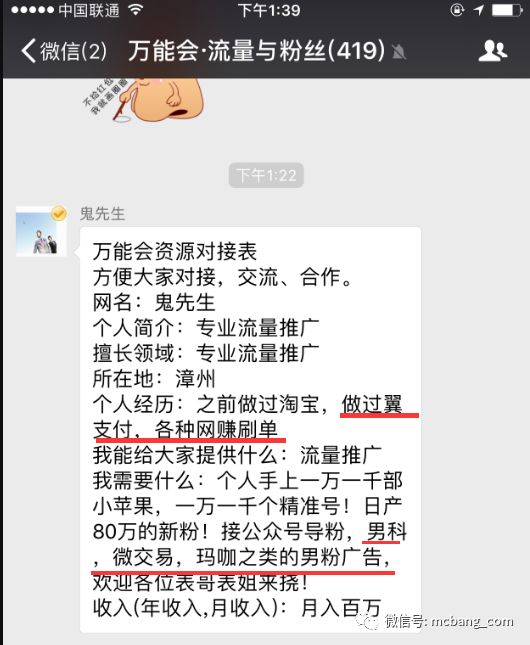 中国联通 下午1:39
微信(2) 万能会·流量与粉丝(419)
不给红包
我就画圈圈
下午1:22
鬼先生
万能会资源对接表
方便大家对接，交流、合作。
网名：鬼先生
个人简介：专业流量推广
擅长领域：专业流量推广
所在地：漳州
个人经历：之前做过淘宝，做过翼
支付，各种网赚刷单
我能给大家提供什么：流量推广
我需要什么：个人手上一万一千部
小苹果，一万一千个精准号！日产
80万的新粉！接公众号导粉，男科
，微交易，玛咖之类的男粉广告，
欢迎各位表哥表姐来挠！
收入(年收入,月收入)：月入百万
微信号: mcbang_com